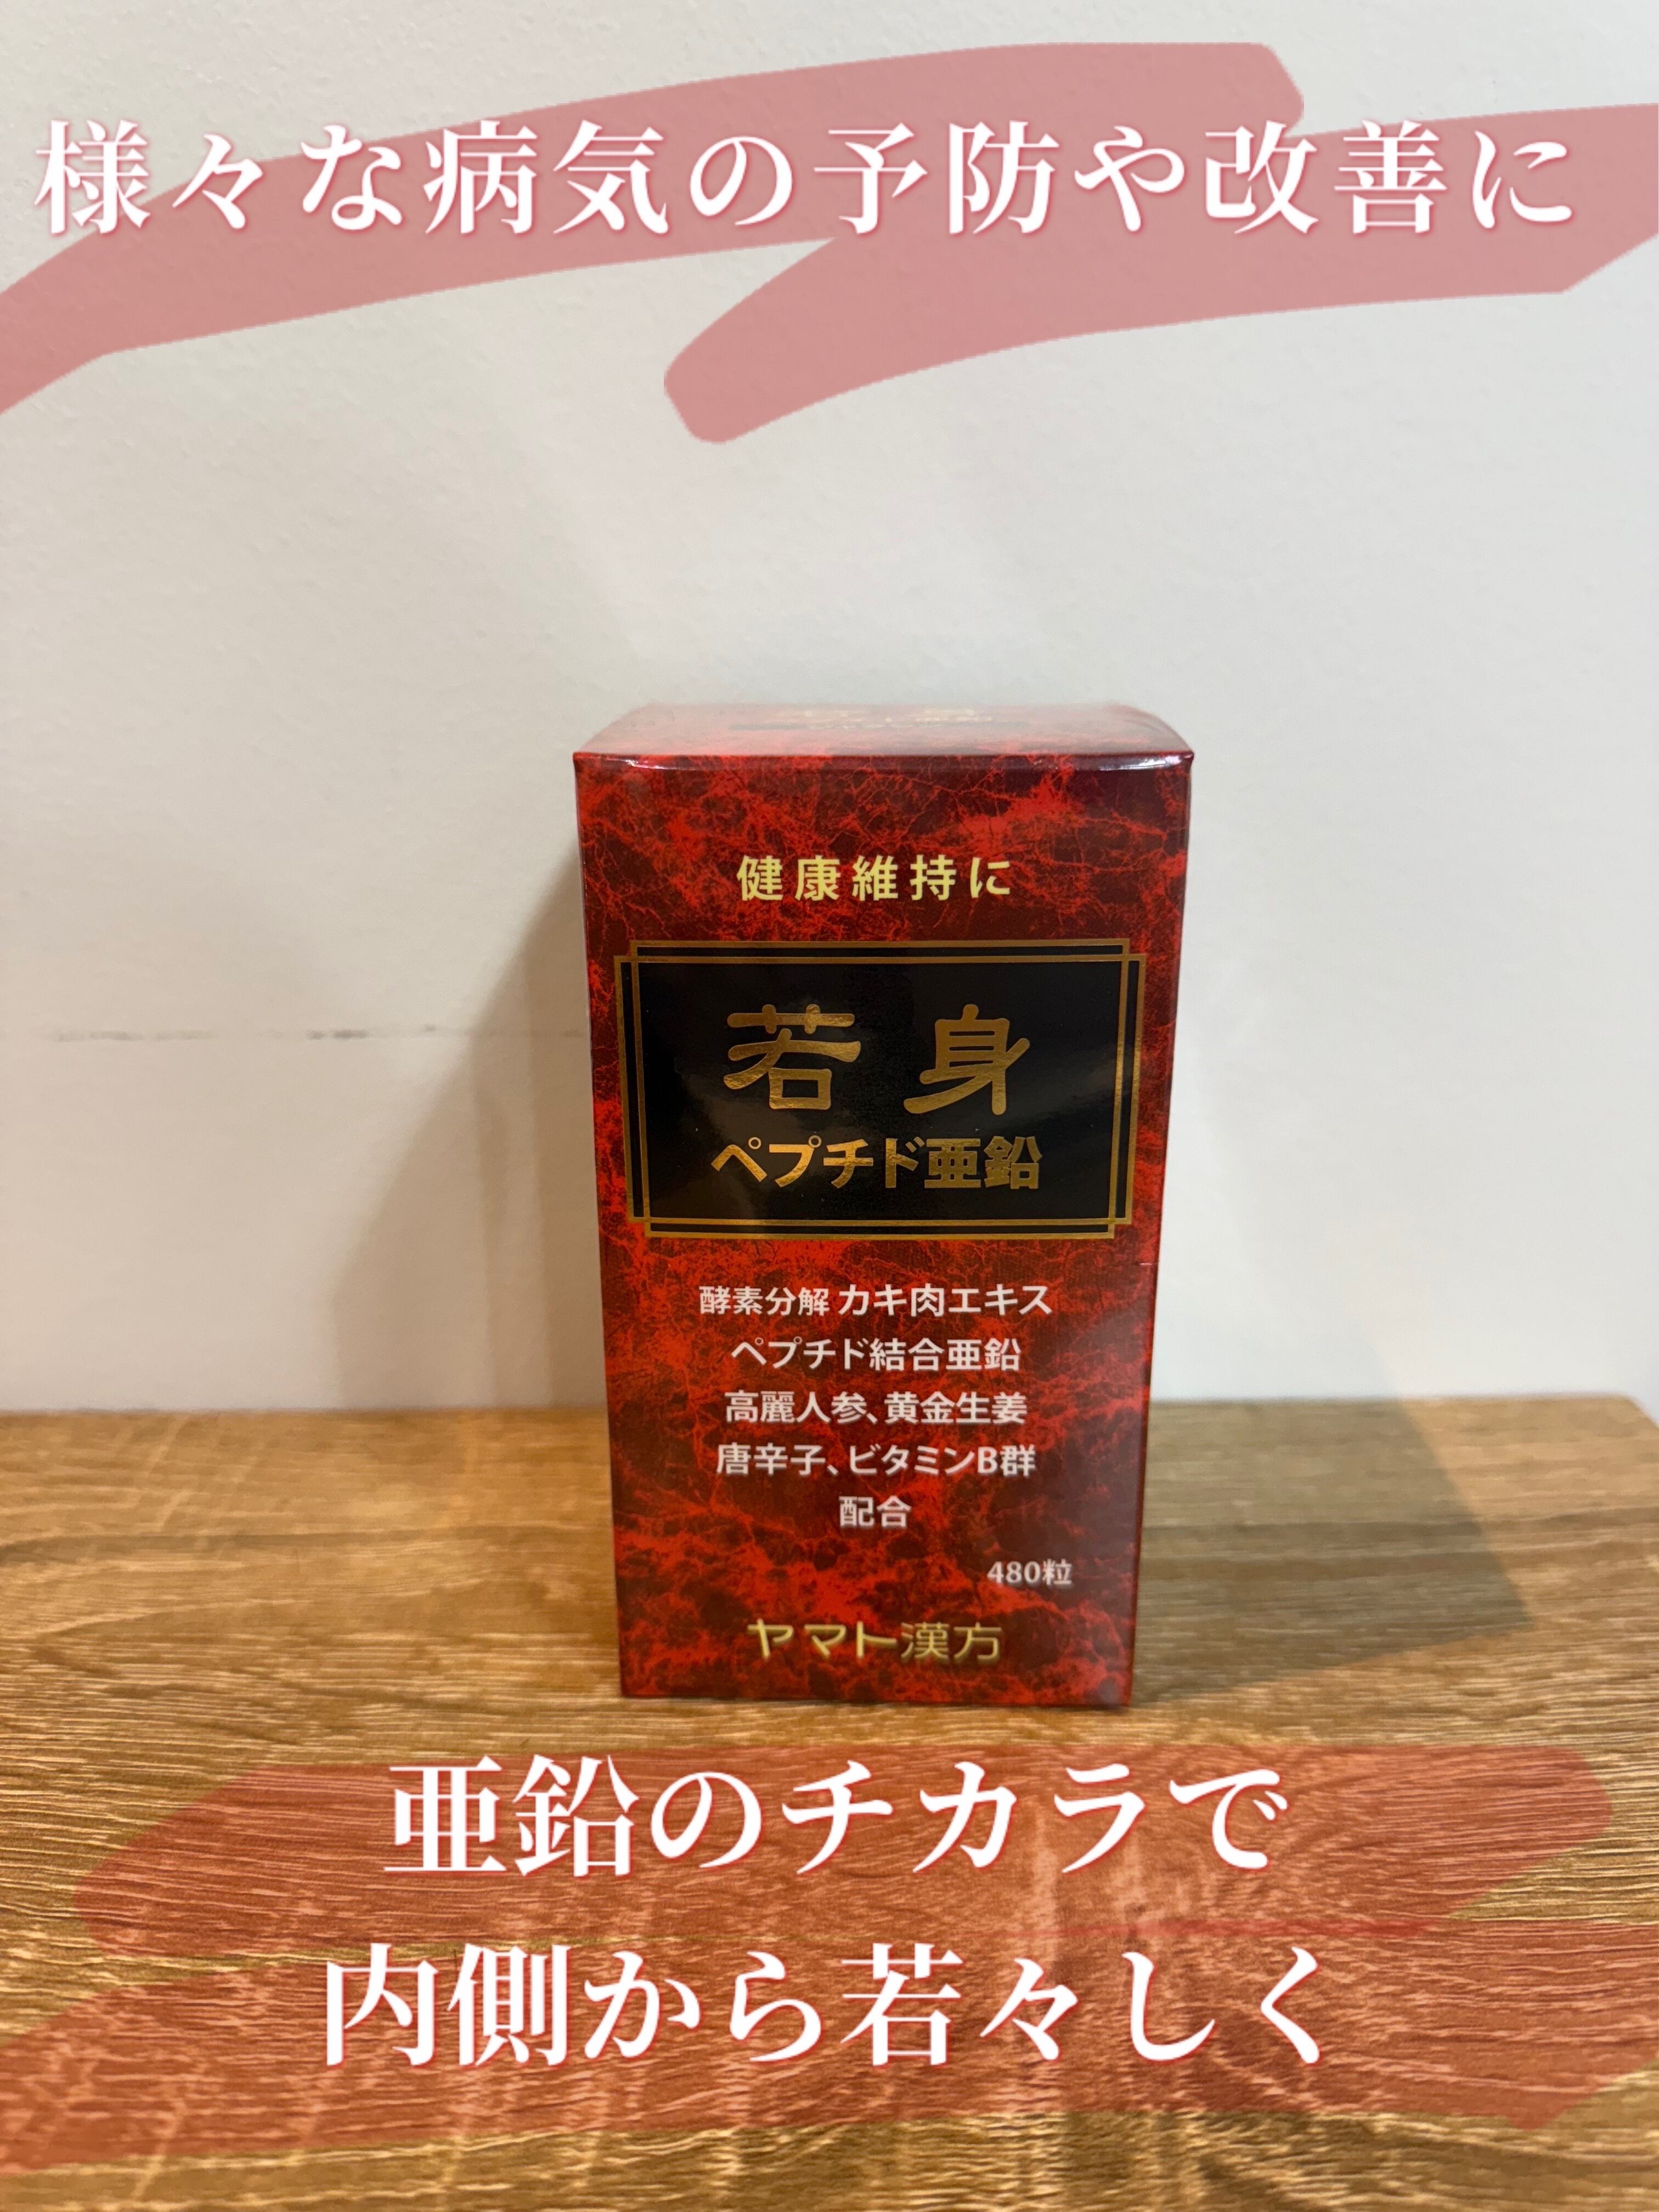 様々な病気の予防や改善に
健康維持に
若身
ペプチド亜鉛
酵素分解 カキ肉エキス
ペプチド結合亜鉛
高麗人参、黄金生姜
唐辛子、ビタミンB群
配合
480粒
ヤマト漢方
亜鉛のチカラで
内側から若々しく